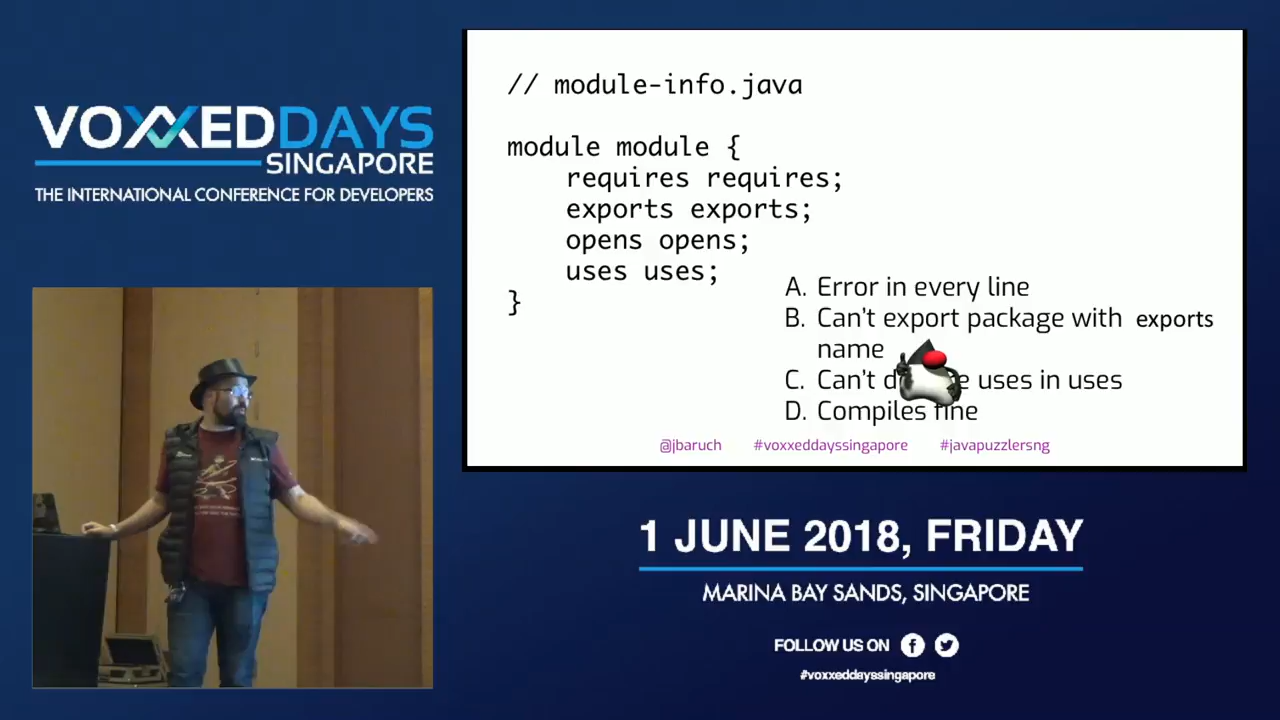 VOXXEDDAYS
SINGAPORE
THE INTERNATIONAL CONFERENCE FOR DEVELOPERS
// module-info.java
module module {
requires requires;
exports exports;
opens opens;
uses uses;
}
A. Error in every line
B. Can't export package with exports
name
C. Can't uses in uses
D. Compiles fine
@jbaruch #voxxeddayssingapore #javapuzzlersng
1 JUNE 2018, FRIDAY
MARINA BAY SANDS, SINGAPORE
FOLLOW US ON
#voxxeddayssingapore